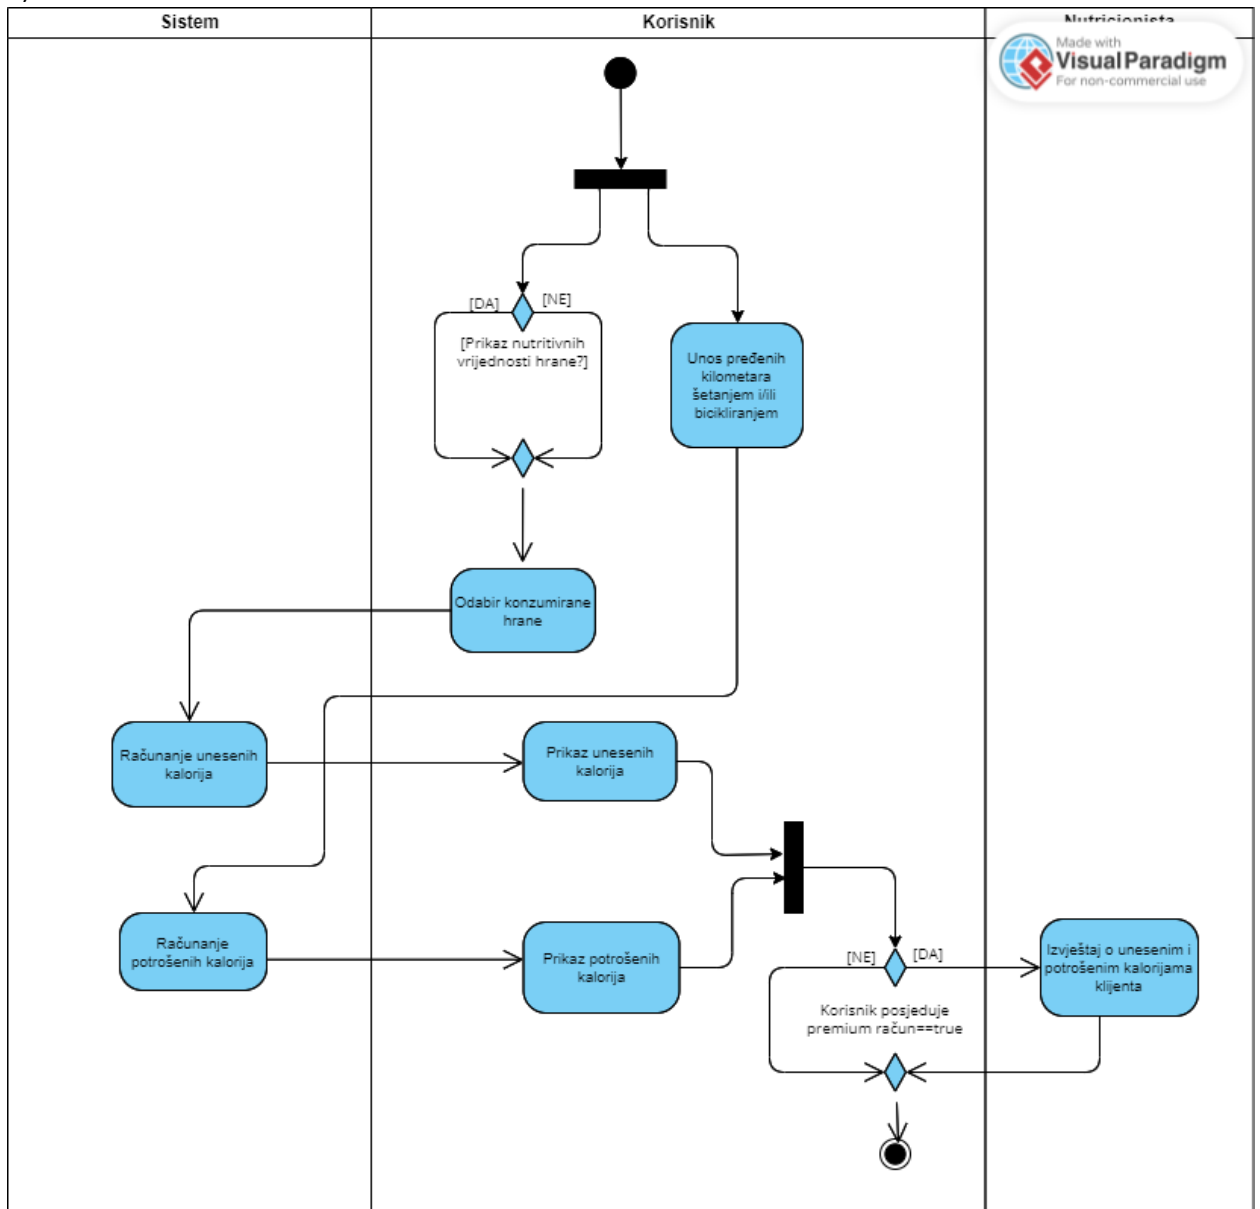 Sistem
Korisnik
Nutricionista
Made with
Visual Paradigm
For non-commercial use
[DA]
[NE]
[Prikaz nutritivnih
vrijednosti hrane?]
Unos pređenih
kilometara
šetanjem i/ili
bicikliranjem
Odabir konzumirane
hrane
Računanje unesenih
kalorija
Prikaz unesenih
kalorija
Računanje
potrošenih kalorija
Prikaz potrošenih
kalorija
[NE]
[DA]
Izvještaj o unesenim i
potrošenim kalorijama
klijenta
Korisnik posjeduje
premium račun==true